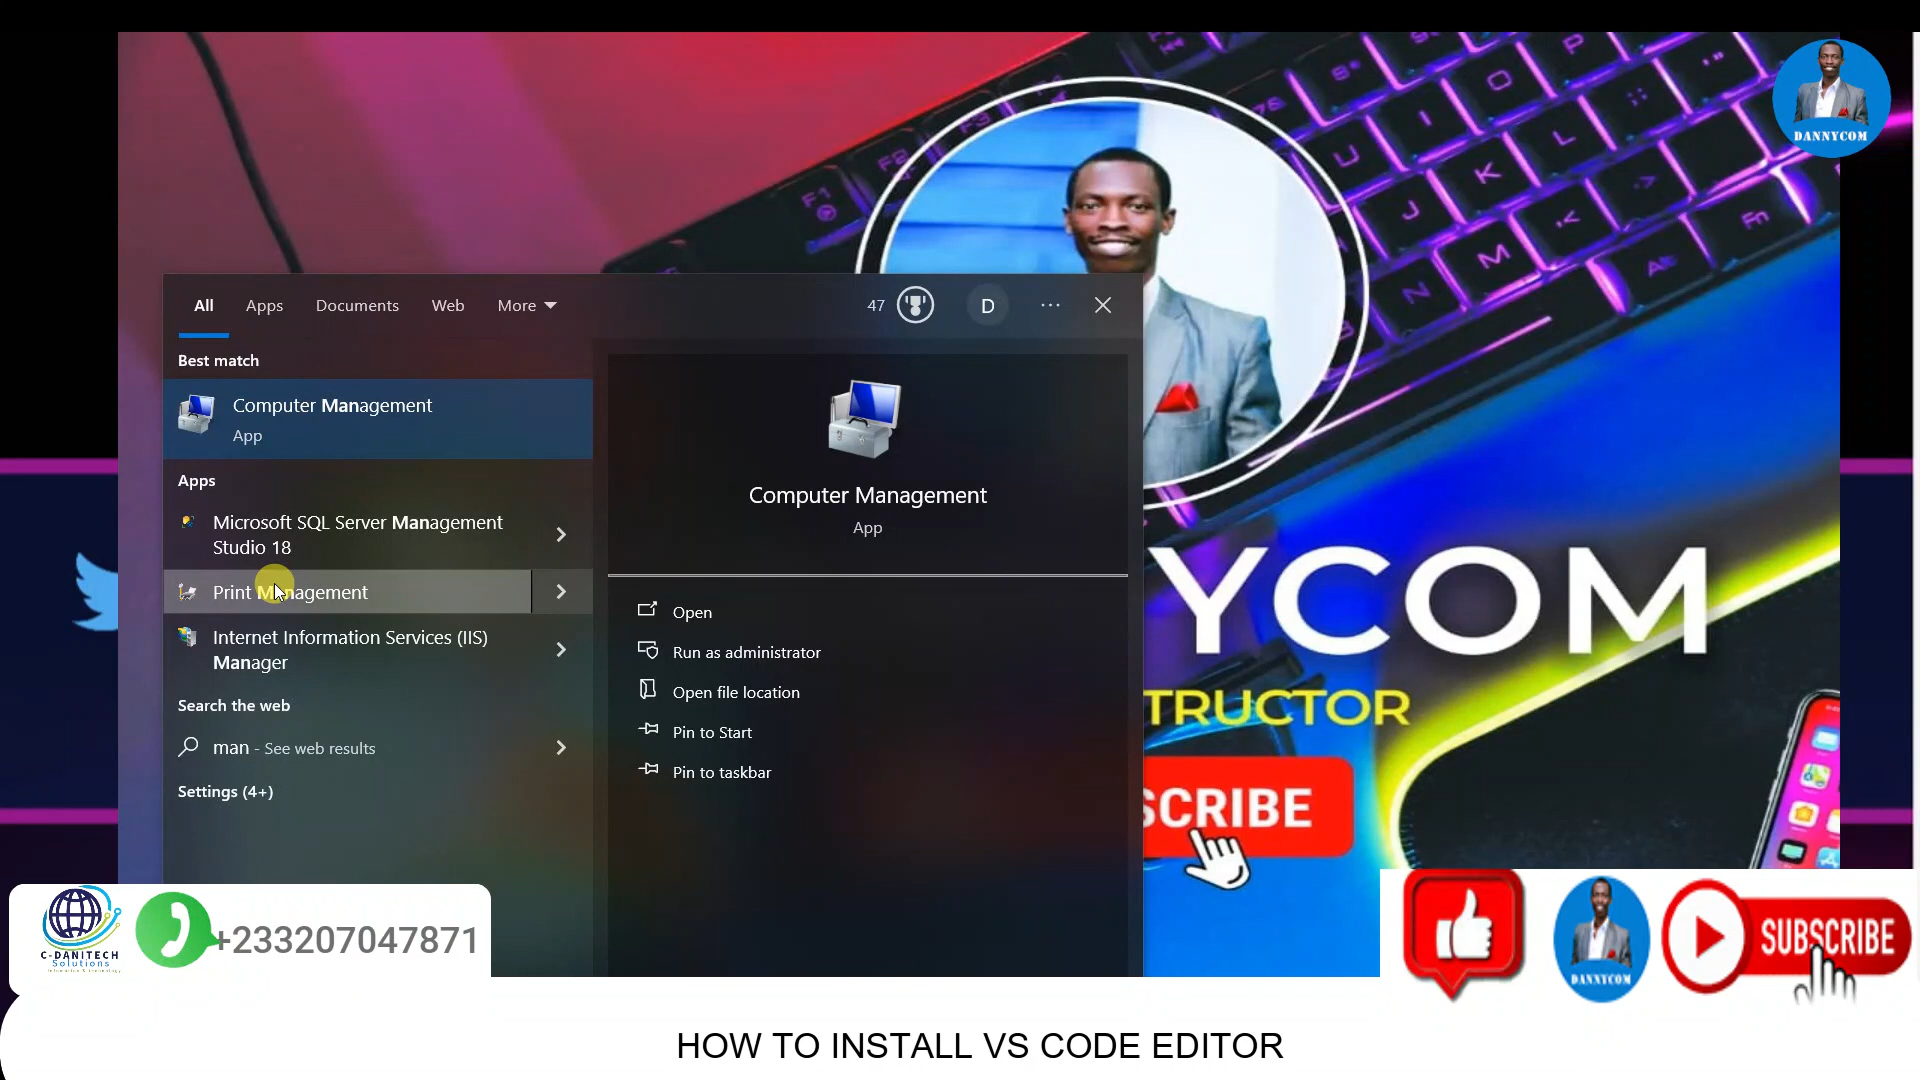 DANNYCOM
All Apps Documents Web More 47 D
Best match
Computer Management
App
Apps
Microsoft SQL Server Management
Studio 18
Print Management
Internet Information Services (IIS)
Manager
Search the web
man - See web results
Settings (4+)
Computer Management
App
Open
Run as administrator
Open file location
Pin to Start
Pin to taskbar
YCOM
TRUCTOR
SCRIBE
C-DANITECH
Solutions
+233207047871
DANNYCOM
SUBSCRIBE
HOW TO INSTALL VS CODE EDITOR